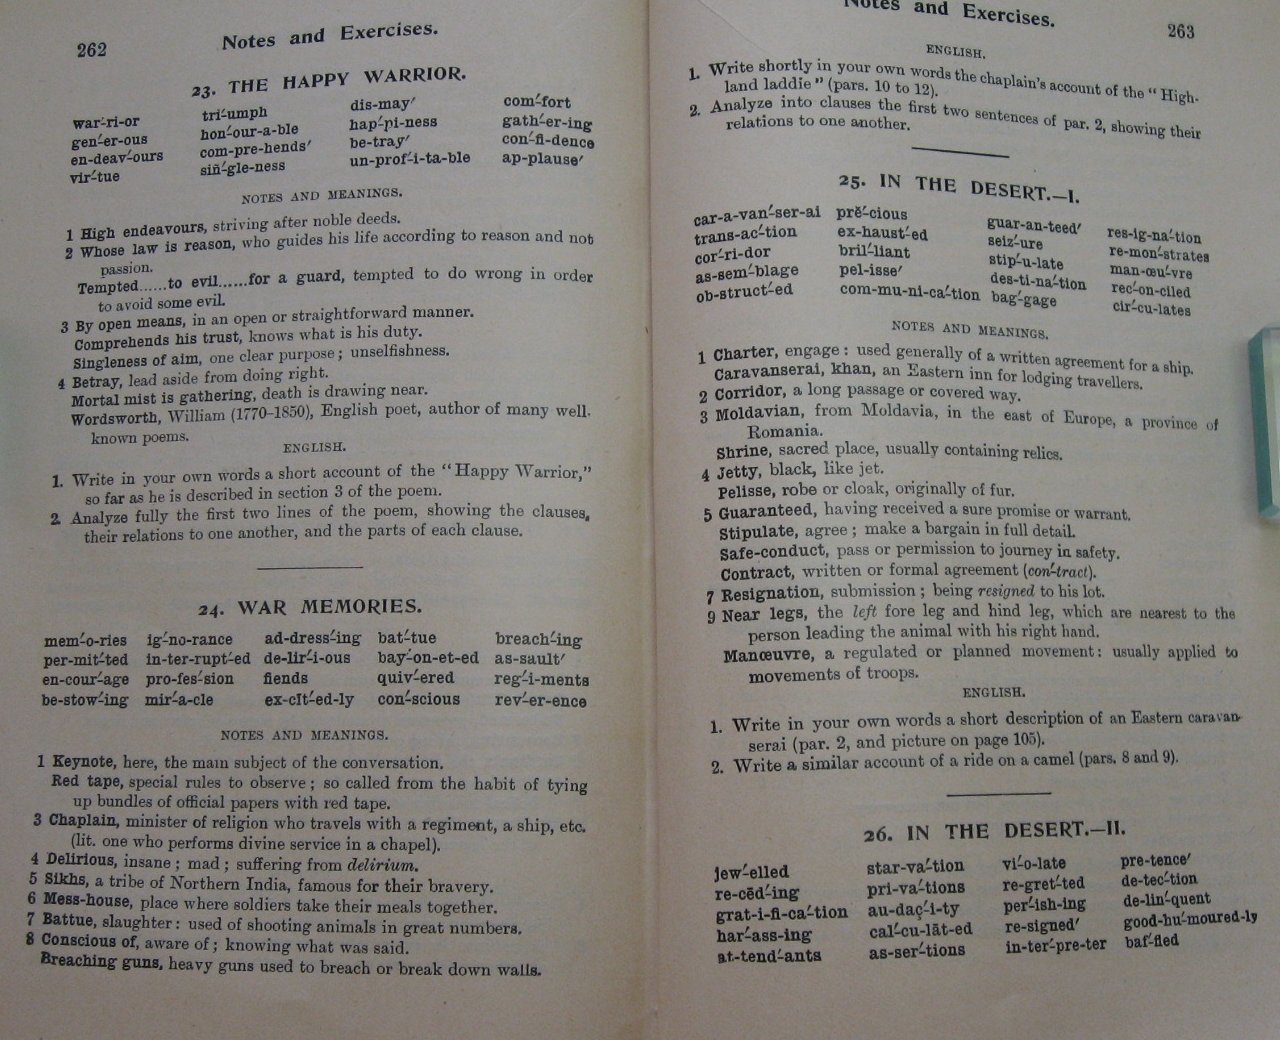 262
Notes and Exercises.
23. THE HAPPY WARRIOR.
war´-ri-or tri´-umph dis-may´ com´-fort
gen´-er-ous hon´-our-a-ble hap´-pi-ness gath´-er-ing
en-deav´-ours com-pre-hends´ be-tray´ con´-fi-dence
vir´-tue siñ´-gle-ness un-prof´-i-ta-ble ap-plause´
NOTES AND MEANINGS.
1 High endeavours, striving after noble deeds.
2 Whose law is reason, who guides his life according to reason and not
passion.
Tempted......to evil......for a guard, tempted to do wrong in order
to avoid some evil.
3 By open means, in an open or straightforward manner.
Comprehends his trust, knows what is his duty.
Singleness of aim, one clear purpose; unselfishness.
4 Betray, lead aside from doing right.
Mortal mist is gathering, death is drawing near.
Wordsworth, William (1770-1850), English poet, author of many well-
known poems.
ENGLISH.
1. Write in your own words a short account of the "Happy Warrior,"
so far as he is described in section 3 of the poem.
2. Analyze fully the first two lines of the poem, showing the clauses,
their relations to one another, and the parts of each clause.
24. WAR MEMORIES.
mem´-o-ries ig´-no-rance ad-dress´-ing bat´-tue breach´-ing
per-mit´-ted in-ter-rupt´-ed de-lir´-i-ous bay´-on-et-ed as-sault´
en-cour´-age pro-fes´-sion fiends quiv´-ered reg´-i-ments
be-stow´-ing mir´-a-cle ex-cīt´-ed-ly con´-scious rev´-er-ence
NOTES AND MEANINGS.
1 Keynote, here, the main subject of the conversation.
Red tape, special rules to observe; so called from the habit of tying
up bundles of official papers with red tape.
3 Chaplain, minister of religion who travels with a regiment, a ship, etc.
(lit. one who performs divine service in a chapel).
4 Delirious, insane; mad; suffering from delirium.
5 Sikhs, a tribe of Northern India, famous for their bravery.
6 Mess-house, place where soldiers take their meals together.
7 Battue, slaughter: used of shooting animals in great numbers.
8 Conscious of, aware of; knowing what was said.
Breaching guns, heavy guns used to breach or break down walls.
Notes and Exercises.
263
ENGLISH.
1. Write shortly in your own words the chaplain's account of the "High-
land laddie" (pars. 10 to 12).
2. Analyze into clauses the first two sentences of par. 2, showing their
relations to one another.
25. IN THE DESERT.—I.
car-a-van´-ser-ai prĕ´-cious guar-an-teed´ res-ig-na´-tion
trans-ac´-tion ex-haust´-ed seiz´-ure re-mon´-strates
cor´-ri-dor bril´-liant stip´-u-late man-œu´-vre
as-sem´-blage pel-isse´ des-ti-na´-tion rec´-on-ciled
ob-struct´-ed com-mu-ni-ca´-tion bag´-gage cir´-cu-lates
NOTES AND MEANINGS.
1 Charter, engage: used generally of a written agreement for a ship.
Caravanserai, khan, an Eastern inn for lodging travellers.
2 Corridor, a long passage or covered way.
3 Moldavian, from Moldavia, in the east of Europe, a province of
Romania.
Shrine, sacred place, usually containing relics.
4 Jetty, black, like jet.
Pelisse, robe or cloak, originally of fur.
5 Guaranteed, having received a sure promise or warrant.
Stipulate, agree; make a bargain in full detail.
Safe-conduct, pass or permission to journey in safety.
Contract, written or formal agreement (con´-tract).
7 Resignation, submission; being resigned to his lot.
9 Near legs, the left fore leg and hind leg, which are nearest to the
person leading the animal with his right hand.
Manœuvre, a regulated or planned movement: usually applied to
movements of troops.
ENGLISH.
1. Write in your own words a short description of an Eastern caravan-
serai (par. 2, and picture on page 105).
2. Write a similar account of a ride on a camel (pars. 8 and 9).
26. IN THE DESERT.—II.
jew´-elled star-va´-tion vi´-o-late pre-tence´
re-cēd´-ing pri-va´-tions re-gret´-ted de-tec´-tion
grat-i-fi-ca´-tion au-daç´-i-ty per´-ish-ing de-lin´-quent
har´-ass-ing cal´-cu-lāt-ed re-signed´ good-hu´-moured-ly
at-tend´-ants as-ser´-tions in-ter´-pre-ter baf´-fled